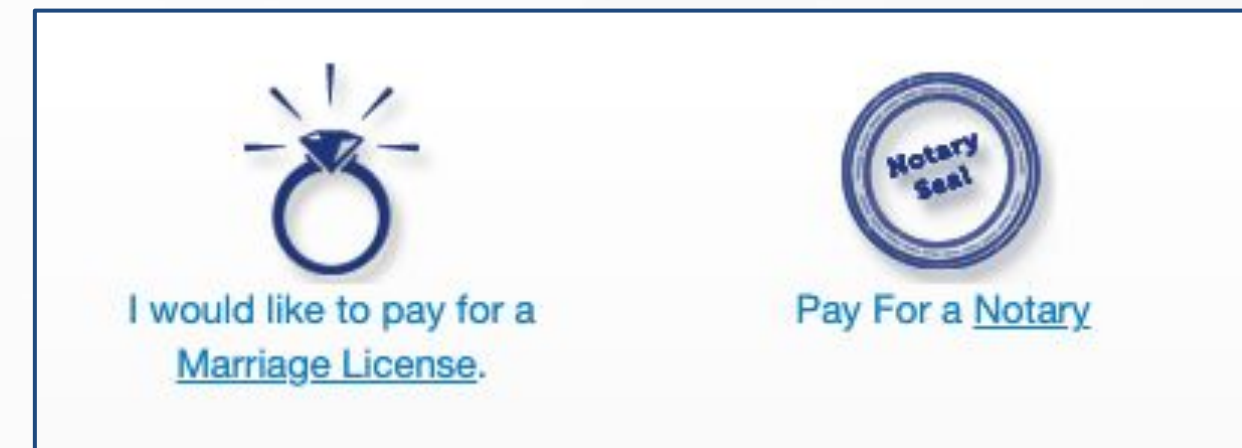 Notary
Seal
I would like to pay for a
Marriage License.
Pay For a Notary